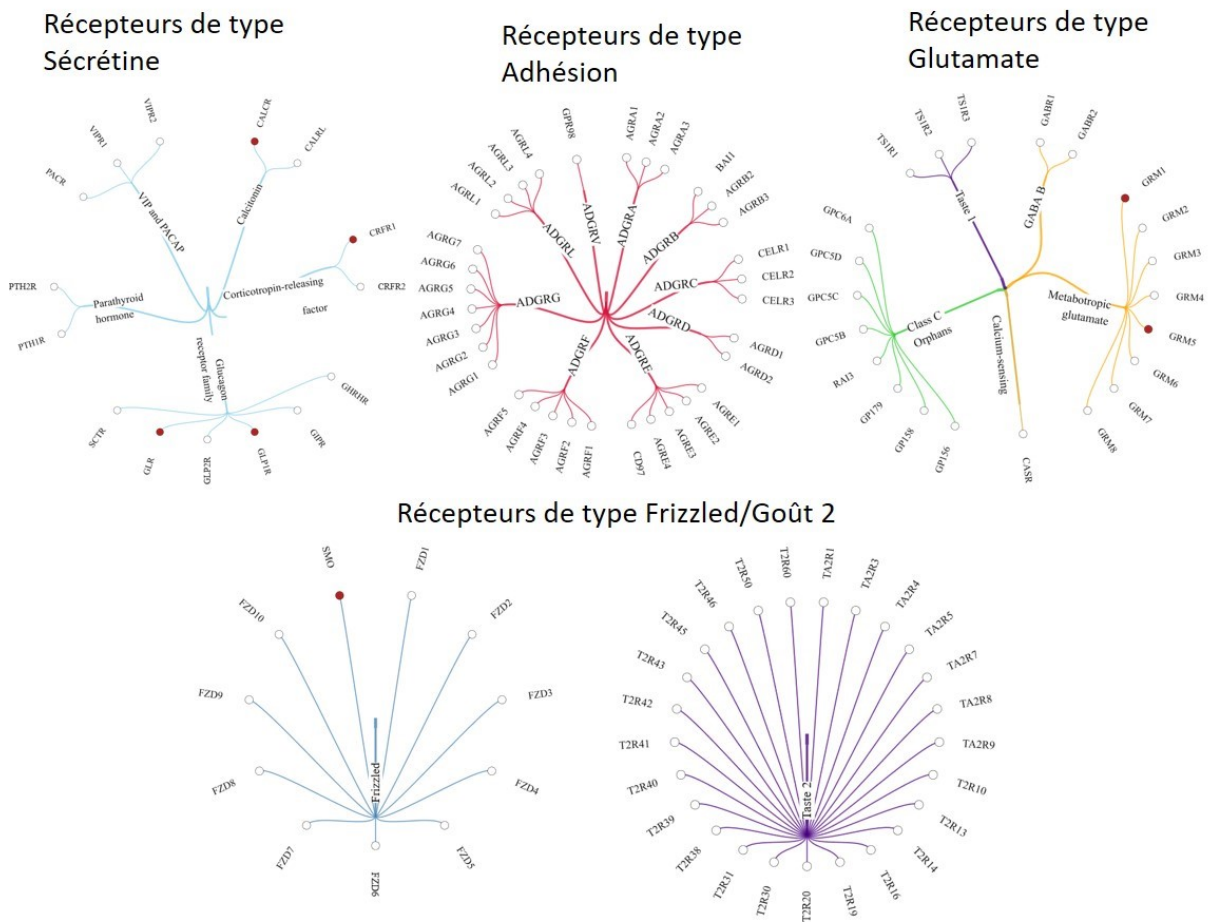 Récepteurs de type
Sécrétine
PACR
VIPR1
VIPR2
VIP and PACAP
CALCR
CALRL
Calcitonin
CRFR1
CRFR2
Corticotropin-releasing
factor
PTH2R
PTH1R
Parathyroid
hormone
Glucagon
receptor family
SCTR
GLR
GLP2R
GLP1R
GIPR
GHRHR
Récepteurs de type
Adhésion
AGRL1
AGRL2
AGRL3
AGRL4
ADGRL
GPR98
ADGRV
AGRA1
AGRA2
AGRA3
ADGRA
BAI1
AGRB2
AGRB3
ADGRB
CELR1
CELR2
CELR3
ADGRC
AGRD1
AGRD2
ADGRD
AGRE1
AGRE2
AGRE3
AGRE4
CD97
ADGRE
AGRF1
AGRF2
AGRF3
AGRF4
AGRF5
ADGRF
AGRG1
AGRG2
AGRG3
AGRG4
AGRG5
AGRG6
AGRG7
ADGRG
Récepteurs de type
Glutamate
TS1R1
TS1R2
TS1R3
Taste 1
GABR1
GABR2
GABA B
GRM1
GRM2
GRM3
GRM4
GRM5
GRM6
GRM7
GRM8
Metabotropic
glutamate
CASR
Calcium-sensing
GPC6A
GPC5D
GPC5C
GPC5B
RAI3
GP179
GP158
GP156
Class C
Orphans
Récepteurs de type Frizzled/Goût 2
SMO
FZD1
FZD2
FZD3
FZD4
FZD5
FZD6
FZD7
FZD8
FZD9
FZD10
Frizzled
TA2R1
TA2R3
TA2R4
TA2R5
TA2R7
TA2R8
TA2R9
T2R10
T2R13
T2R14
T2R16
T2R19
T2R20
T2R30
T2R31
T2R38
T2R39
T2R40
T2R41
T2R42
T2R43
T2R45
T2R46
T2R50
T2R60
Taste 2